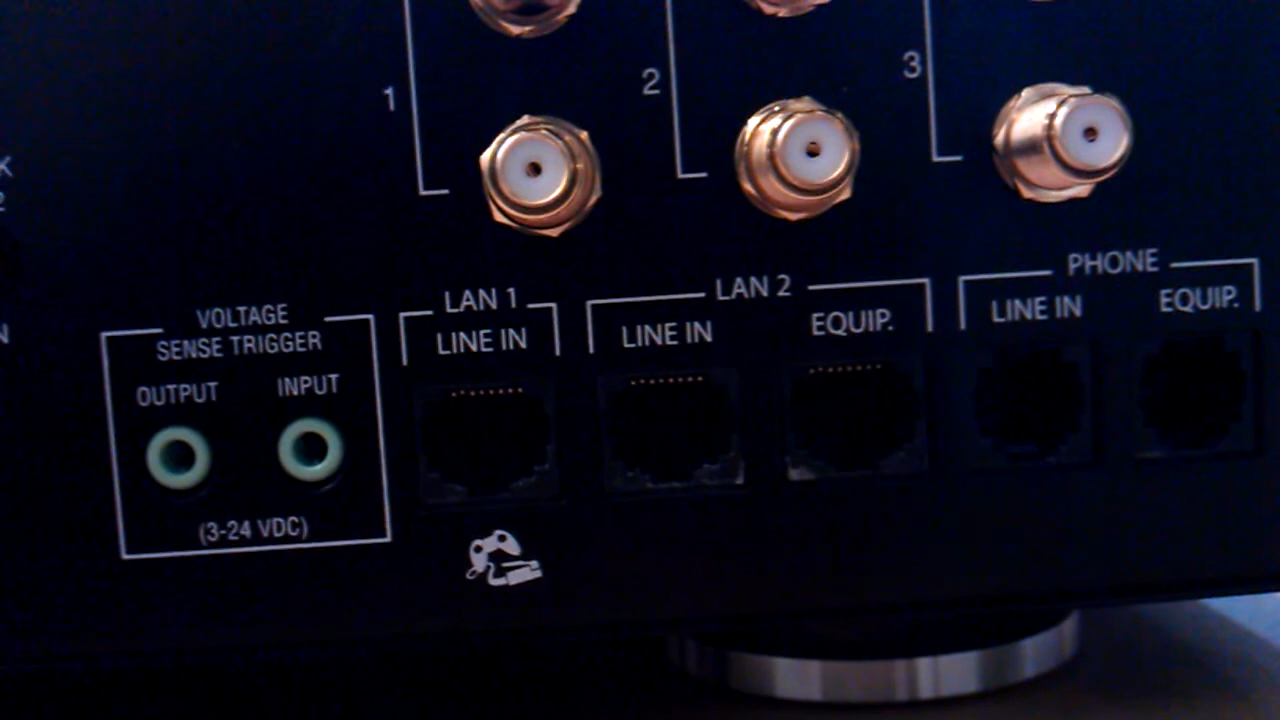 1
2
3
K
2
N
VOLTAGE
SENSE TRIGGER
OUTPUT
INPUT
(3-24 VDC)
LAN 1
LINE IN
LAN 2
LINE IN
EQUIP.
PHONE
LINE IN
EQUIP.